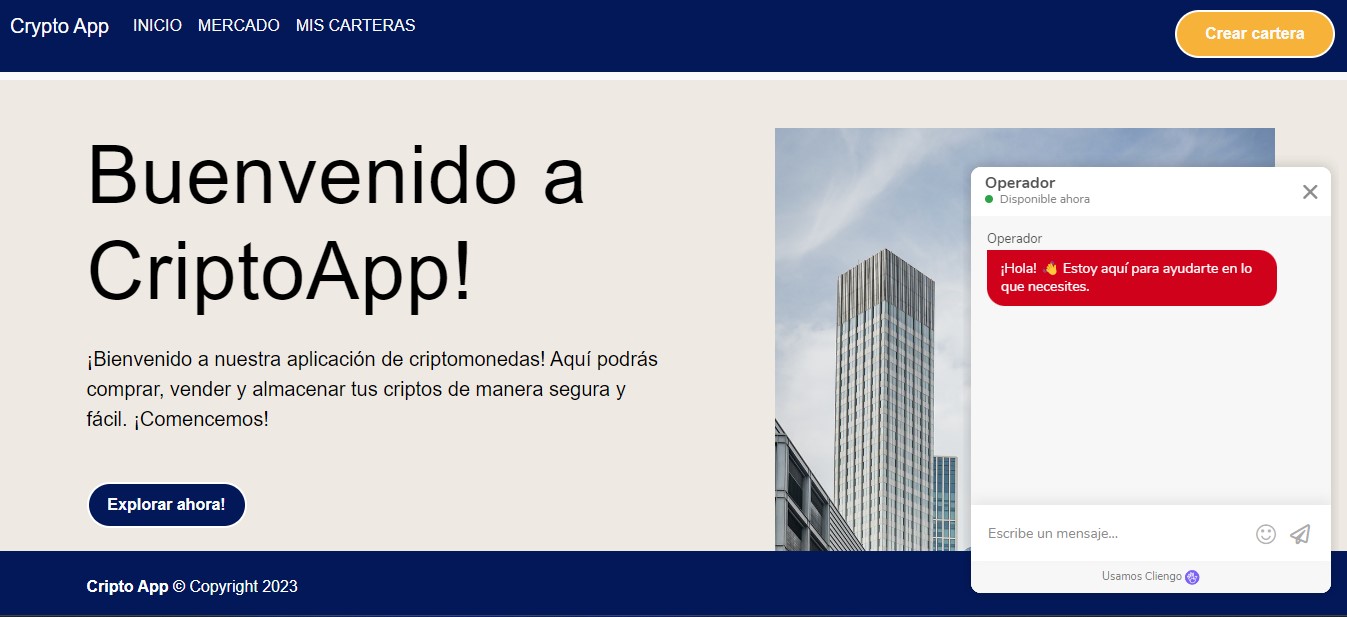 Crypto App INICIO MERCADO MIS CARTERAS Crear cartera
Buenvenido a
CriptoApp!
¡Bienvenido a nuestra aplicación de criptomonedas! Aquí podrás
comprar, vender y almacenar tus criptos de manera segura y
fácil. ¡Comencemos!
Explorar ahora!
Operador
Disponible ahora
Operador
¡Hola! 👋 Estoy aquí para ayudarte en lo
que necesites.
Escribe un mensaje...
Usamos Cliengo
Cripto App © Copyright 2023